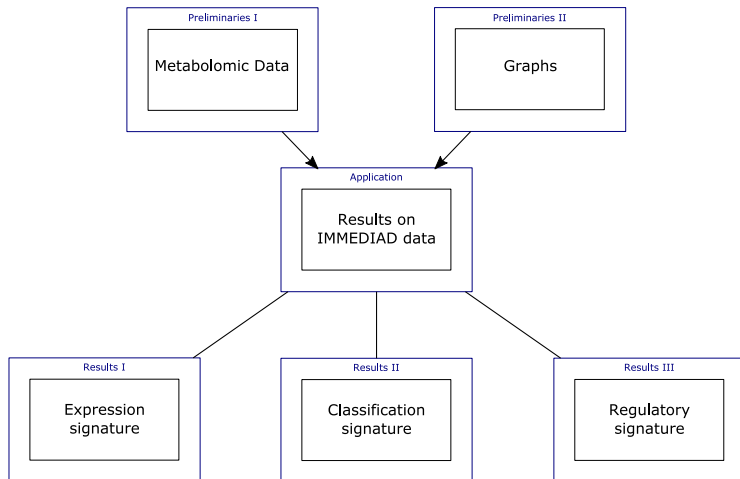 Preliminaries I
Metabolomic Data
Preliminaries II
Graphs
Application
Results on
IMMEDIAD data
Results I
Expression
signature
Results II
Classification
signature
Results III
Regulatory
signature